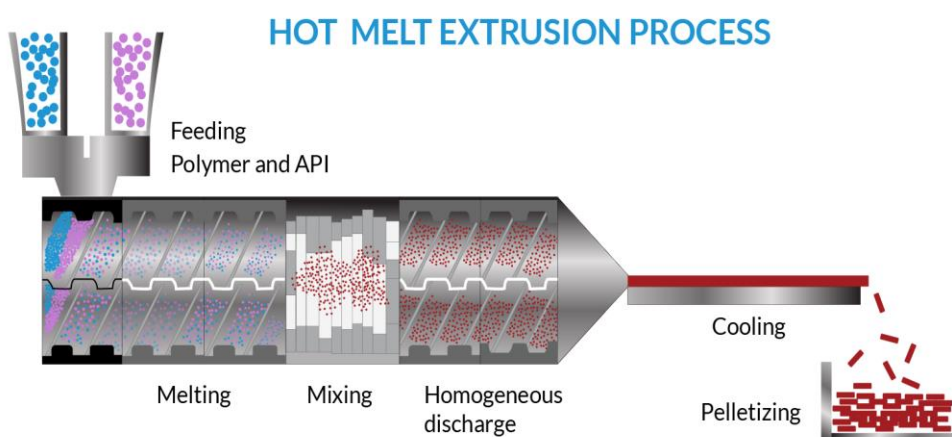 HOT MELT EXTRUSION PROCESS
Feeding
Polymer and API
Melting
Mixing
Homogeneous
discharge
Cooling
Pelletizing